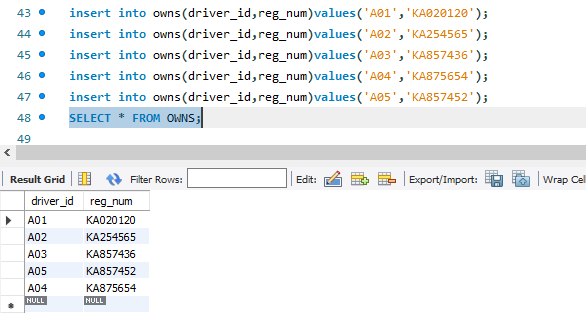 43 insert into owns(driver_id,reg_num)values('A01','KA020120');
44 insert into owns(driver_id,reg_num)values('A02','KA254565');
45 insert into owns(driver_id,reg_num)values('A03','KA857436');
46 insert into owns(driver_id,reg_num)values('A04','KA875654');
47 insert into owns(driver_id,reg_num)values('A05','KA857452');
48 SELECT * FROM OWNS;
49
Result Grid Filter Rows: Edit: Export/Import: Wrap Cel
driver_id reg_num
A01 KA020120
A02 KA254565
A03 KA857436
A05 KA857452
A04 KA875654
NULL NULL